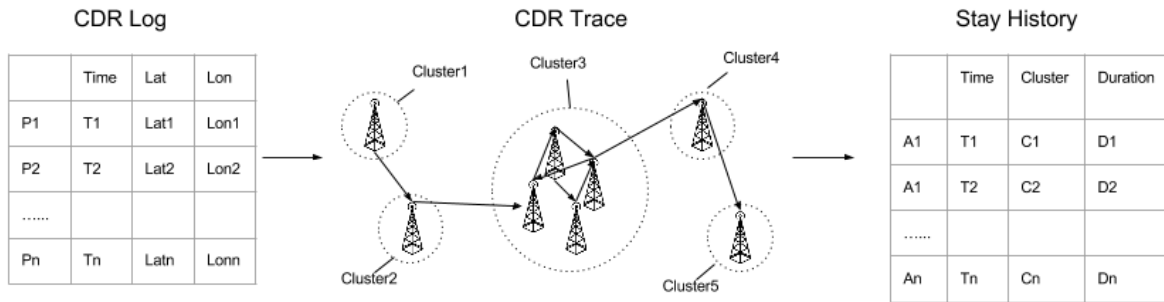 CDR Log
CDR Trace
Stay History
Time Lat Lon
P1 T1 Lat1 Lon1
P2 T2 Lat2 Lon2
......
Pn Tn Latn Lonn
Cluster1
Cluster2
Cluster3
Cluster4
Cluster5
Time Cluster Duration
A1 T1 C1 D1
A1 T2 C2 D2
......
An Tn Cn Dn